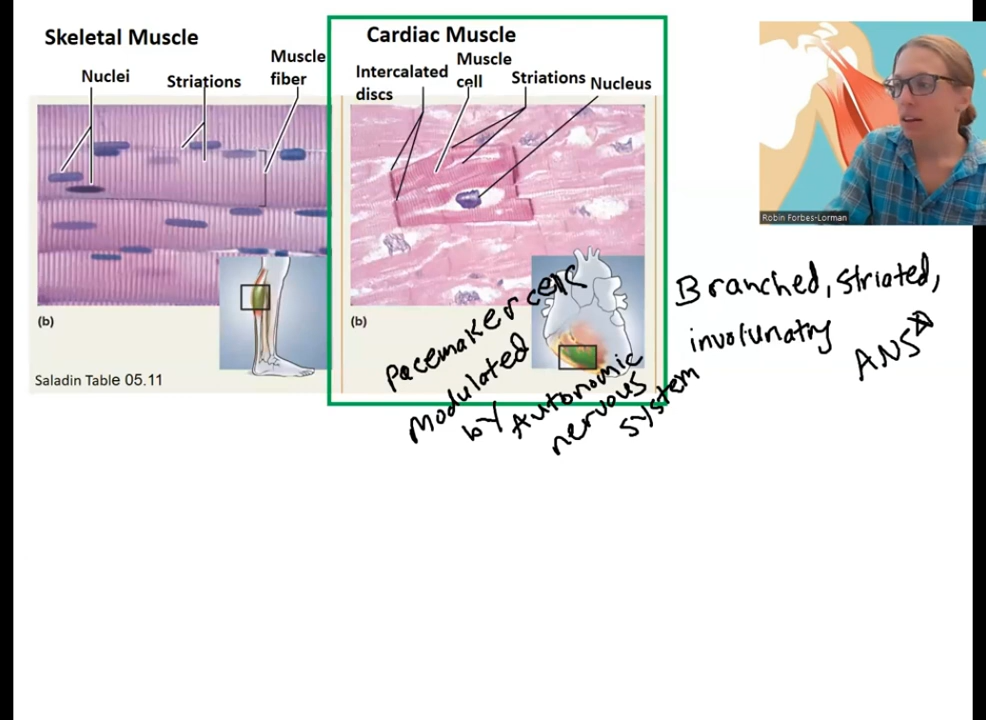 Skeletal Muscle
Nuclei
Striations
Muscle
fiber
(b)
Saladin Table 05.11
Cardiac Muscle
Intercalated
discs
Muscle
cell
Striations
Nucleus
(b)
Pacemaker cells
modulated
by Autonomic
nervous
system
Robin Forbes-Lorman
Branched, striated,
involunatry
ANS